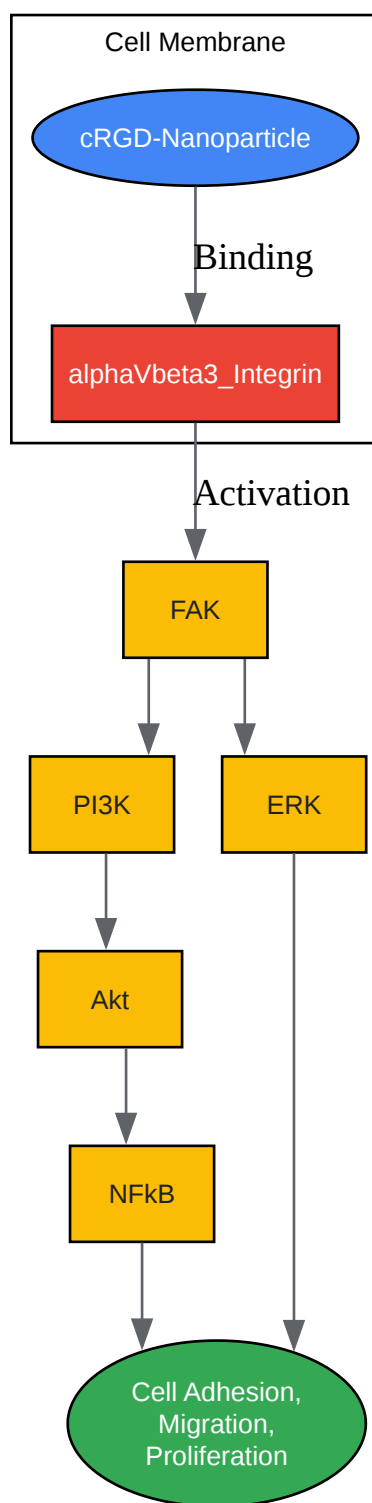 Cell Membrane
cRGD-Nanoparticle
Binding
alphaVbeta3_Integrin
Activation
FAK
PI3K
ERK
Akt
NFkB
Cell Adhesion,
Migration,
Proliferation